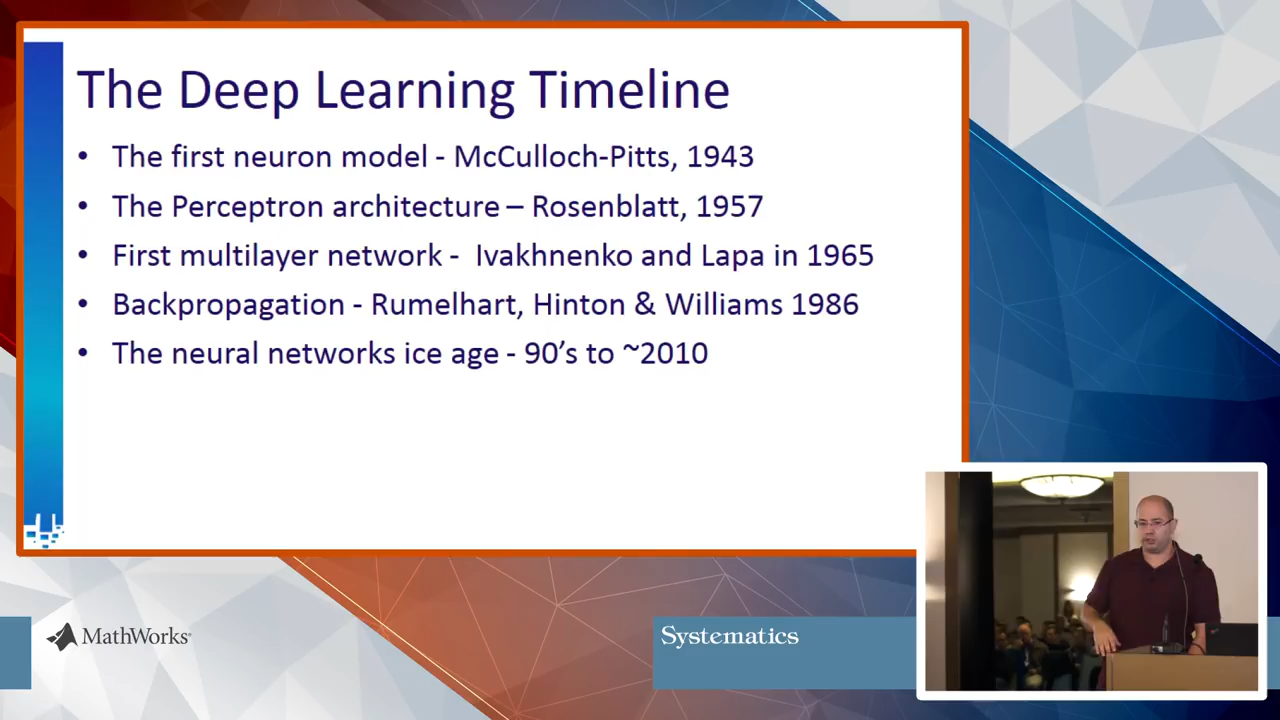 The Deep Learning Timeline
• The first neuron model - McCulloch-Pitts, 1943
• The Perceptron architecture – Rosenblatt, 1957
• First multilayer network - Ivakhnenko and Lapa in 1965
• Backpropagation - Rumelhart, Hinton & Williams 1986
• The neural networks ice age - 90's to ~2010
MathWorks®
Systematics